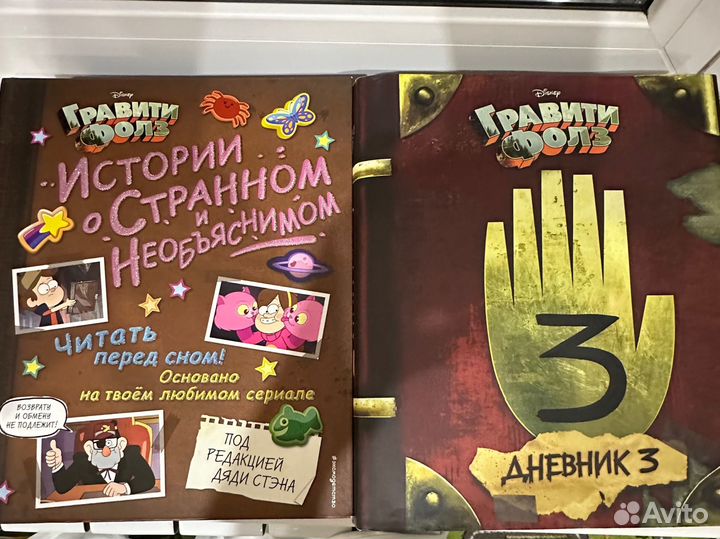 Disney
ГРАВИТИ
ФОЛЗ
ИСТОРИИ
О СТРАННОМ
И
НЕОБЪЯСНИМОМ
ЧИТАТЬ
ПЕРЕД СНОМ!
ОСНОВАНО
НА ТВОЁМ ЛЮБИМОМ СЕРИАЛЕ
ВОЗВРАТУ
И ОБМЕНУ
НЕ ПОДЛЕЖИТ!
ПОД
РЕДАКЦИЕЙ
ДЯДИ СТЭНА
#эксмодетство
Disney
ГРАВИТИ
ФОЛЗ
3
ДНЕВНИК 3
Avito